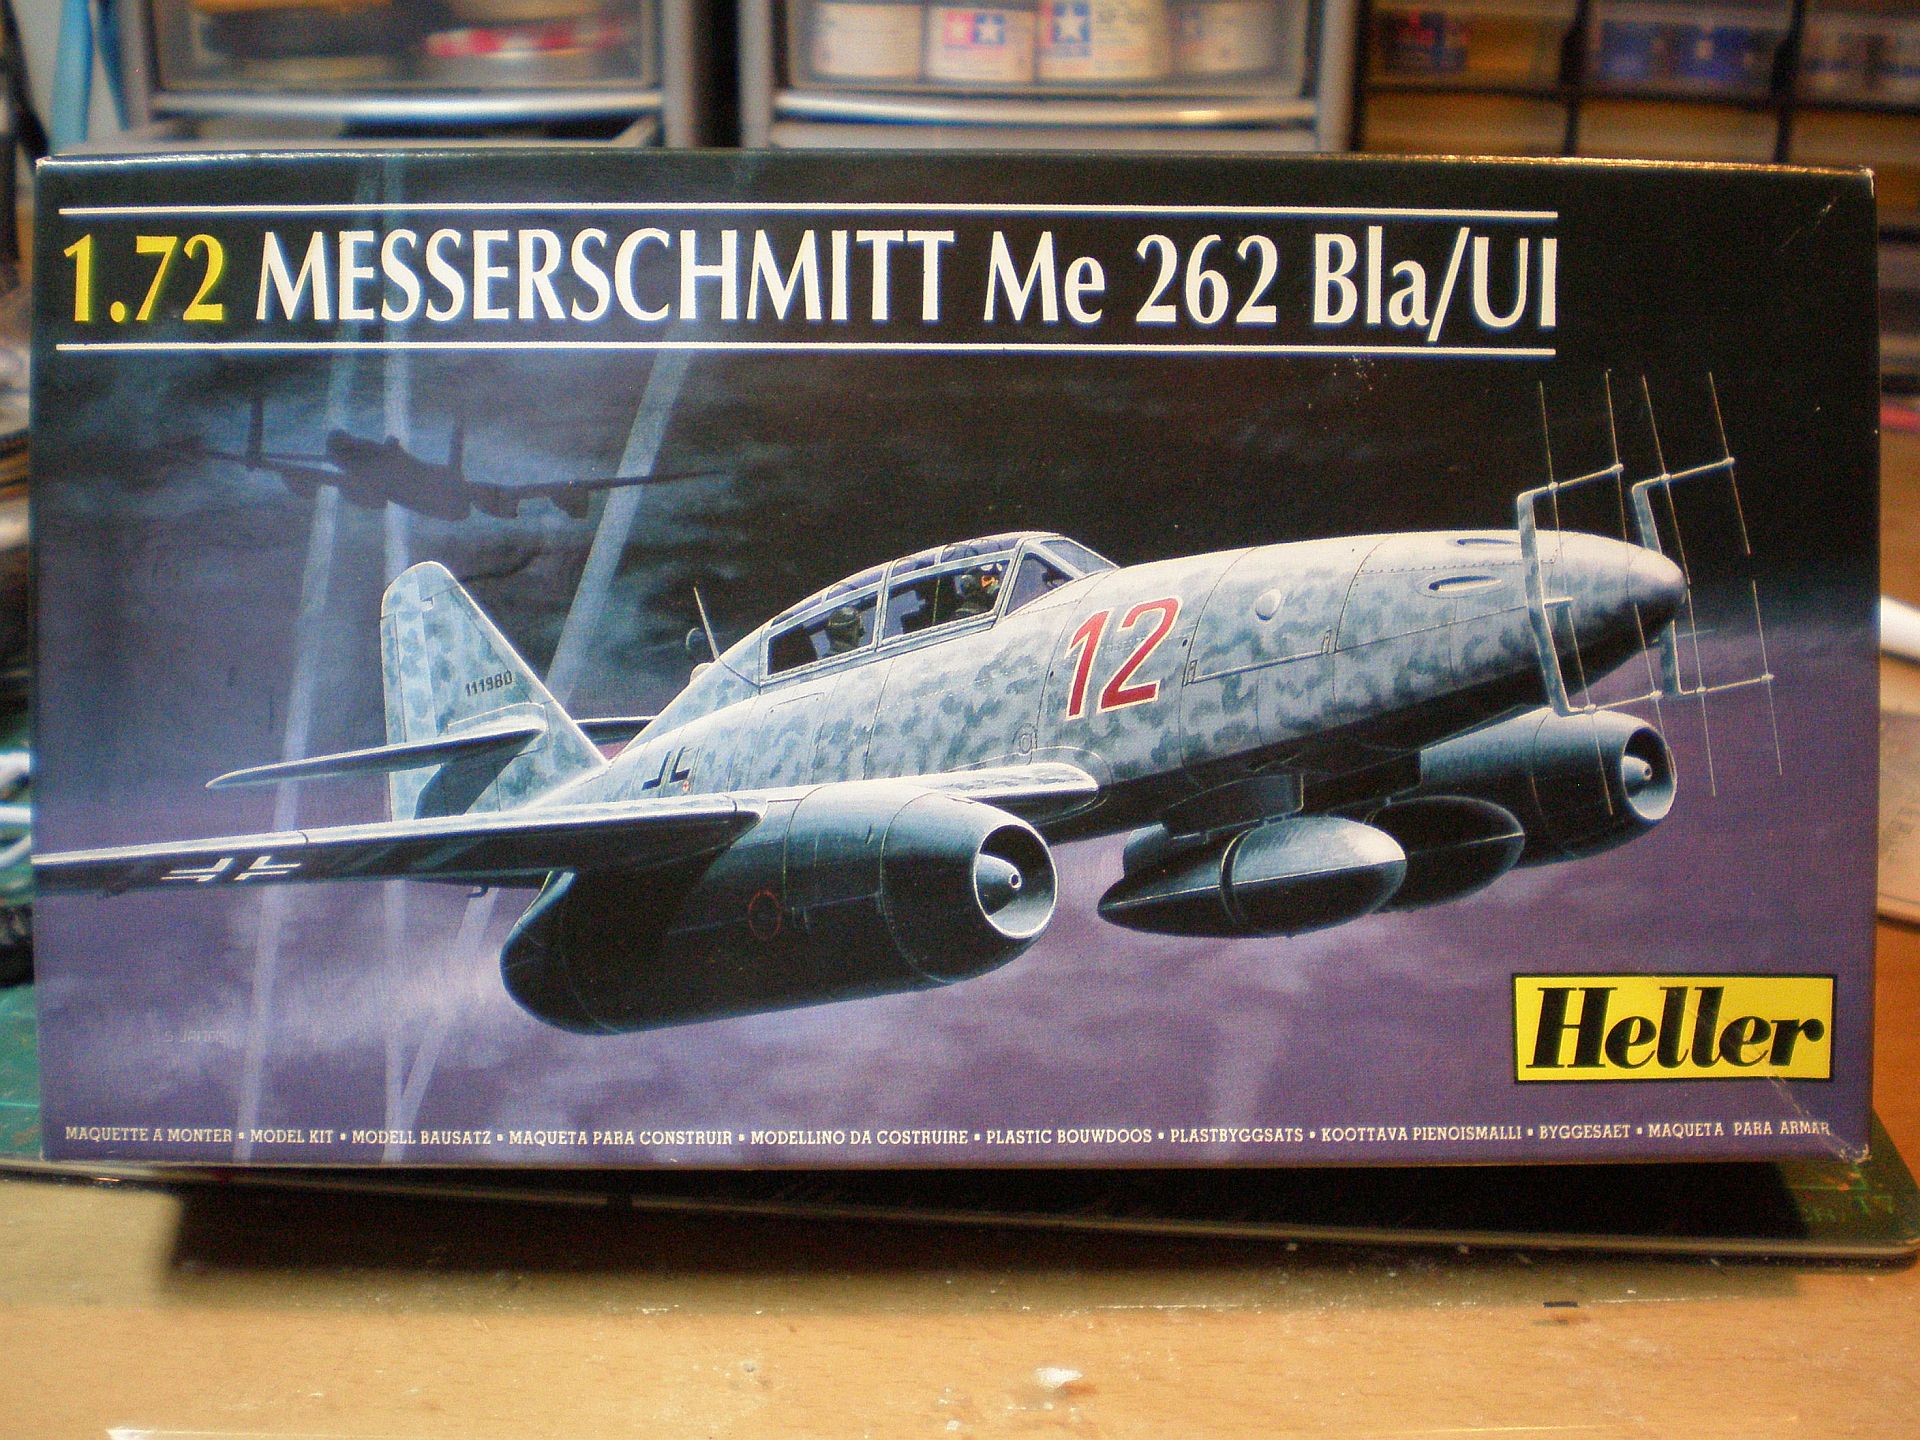 1.72 MESSERSCHMITT Me 262 Bla/UI
111980
12
Heller
MAQUETTE A MONTER ▪ MODEL KIT ▪ MODELL BAUSATZ ▪ MAQUETA PARA CONSTRUIR ▪ MODELLINO DA COSTRUIRE ▪ PLASTIC BOUWDOOS ▪ PLASTBYGGSATS ▪ KOOTTAVA PIENOISMALLI ▪ BYGGESAET ▪ MAQUETA PARA ARMAR